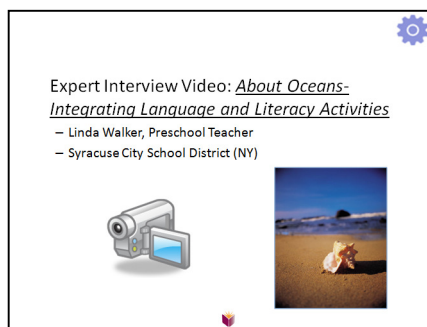 Expert Interview Video: About Oceans-
Integrating Language and Literacy Activities
– Linda Walker, Preschool Teacher
– Syracuse City School District (NY)